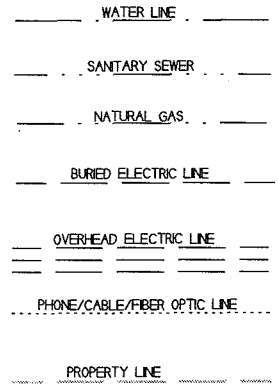 WATER LINE
SANITARY SEWER
NATURAL GAS
BURIED ELECTRIC LINE
OVERHEAD ELECTRIC LINE
PHONE/CABLE/FIBER OPTIC LINE
PROPERTY LINE